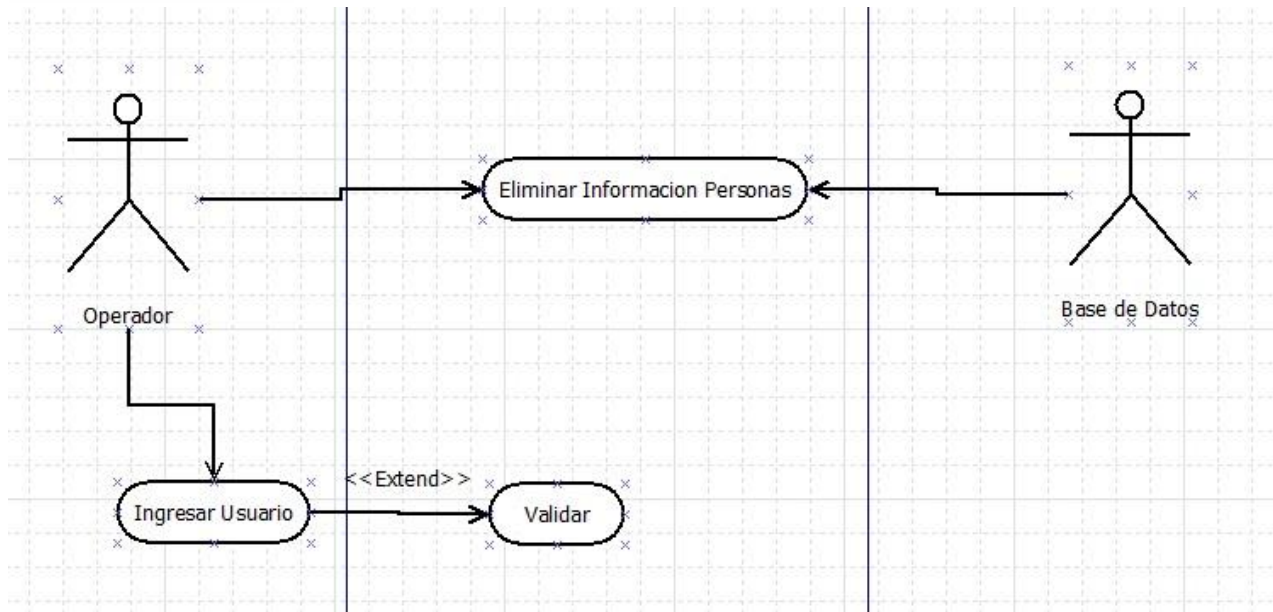 Eliminar Informacion Personas
Operador
Base de Datos
<<Extend>>
Ingresar Usuario
Validar